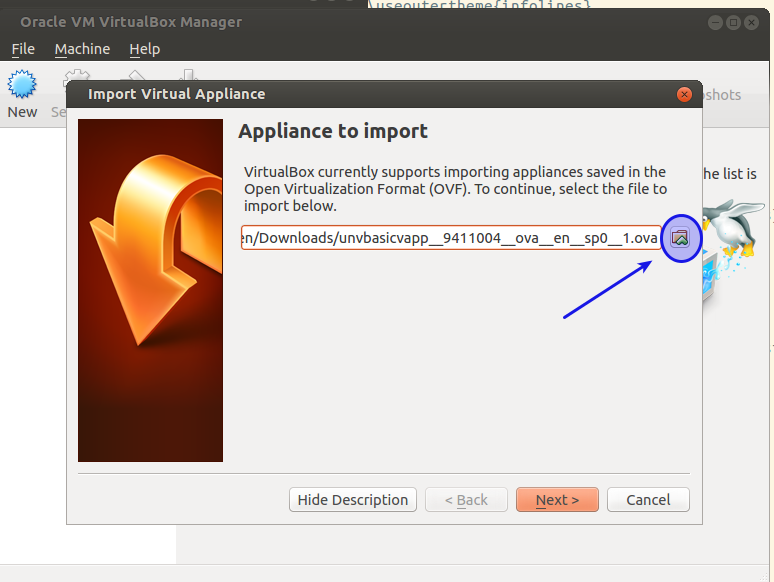 \useoutertheme{infolines}
Oracle VM VirtualBox Manager
File Machine Help
New Se
Import Virtual Appliance
pshots
Appliance to import
VirtualBox currently supports importing appliances saved in the
Open Virtualization Format (OVF). To continue, select the file to
import below.
he list is
en/Downloads/unvbasicvapp__9411004__ova__en__sp0__1.ova
Hide Description < Back Next > Cancel